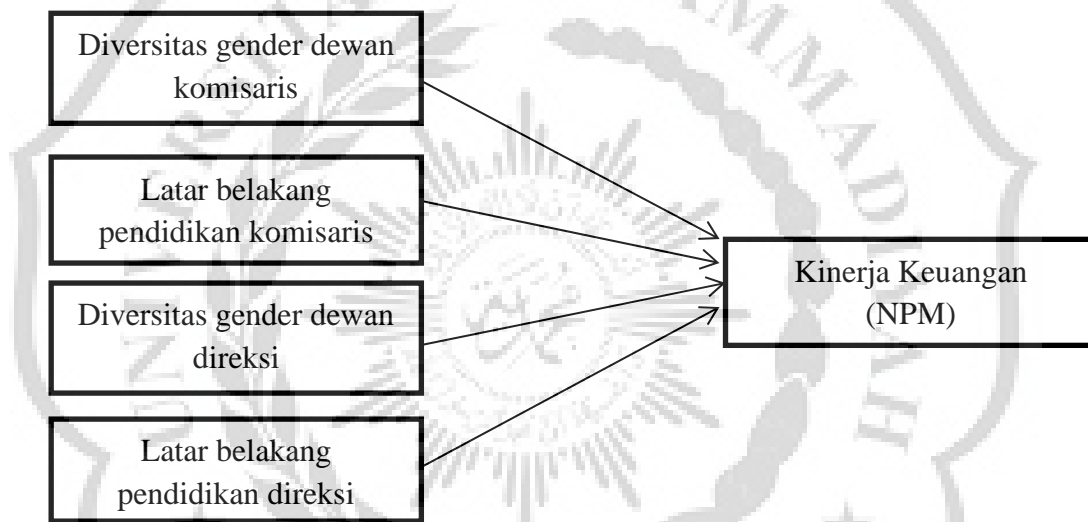 Diversitas gender dewan
komisaris
Latar belakang
pendidikan komisaris
Diversitas gender dewan
direksi
Latar belakang
pendidikan direksi
Kinerja Keuangan
(NPM)